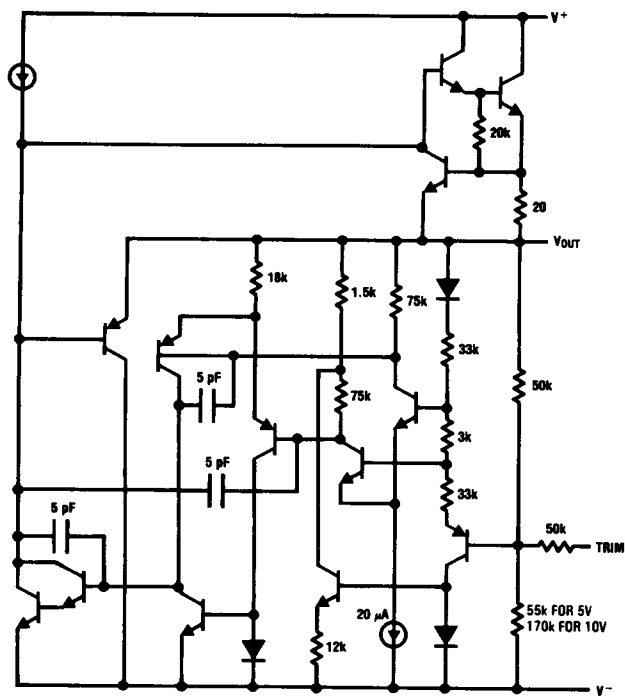 V+
20k
20
VOUT
18k
1.5k
75k
33k
50k
5 pF
75k
3k
5 pF
33k
5 pF
50k
TRIM
20 µA
55k FOR 5V
170k FOR 10V
12k
V−